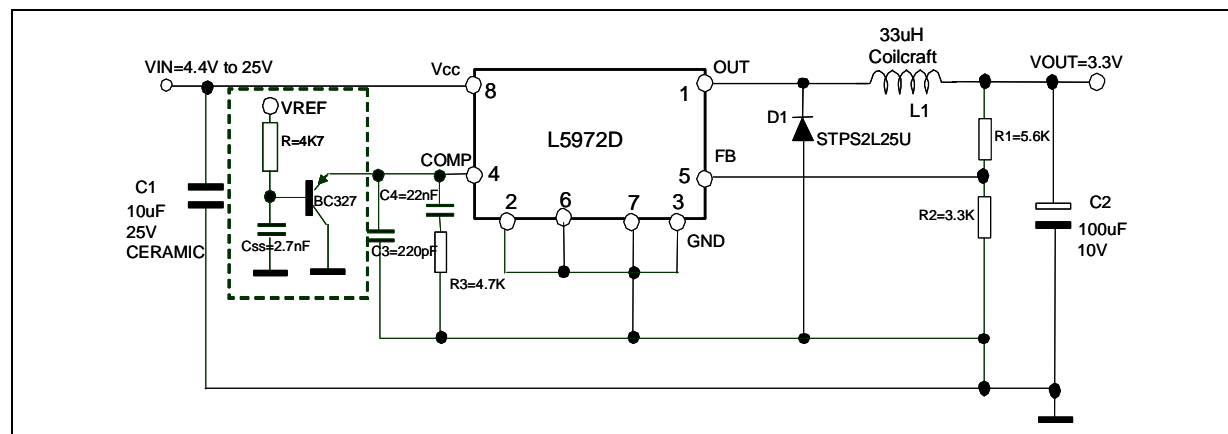 33uH
Coilcraft
VIN=4.4V to 25V
Vcc
OUT
VOUT=3.3V
8
1
VREF
L1
D1
STPS2L25U
R=4K7
L5972D
R1=5.6K
COMP
FB
4
5
C1
10uF
25V
CERAMIC
BC327
C4=22nF
2
6
7
3
GND
R2=3.3K
C2
100uF
10V
Css=2.7nF
C3=220pF
R3=4.7K